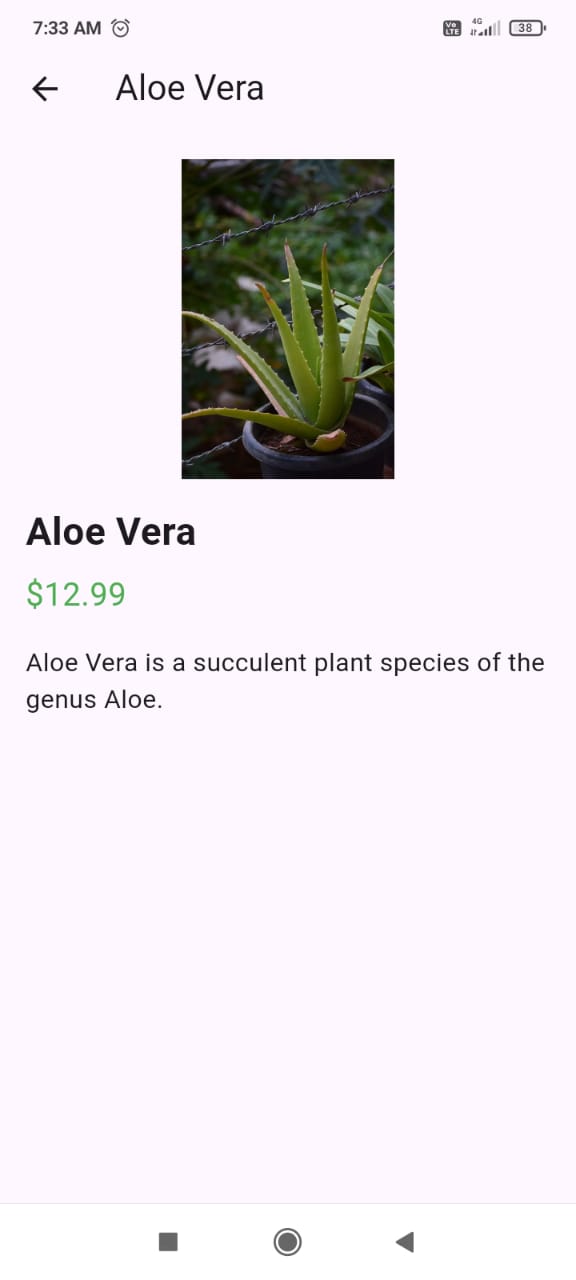 7:33 AM
Vo LTE 4G 38
Aloe Vera
Aloe Vera
$12.99
Aloe Vera is a succulent plant species of the
genus Aloe.